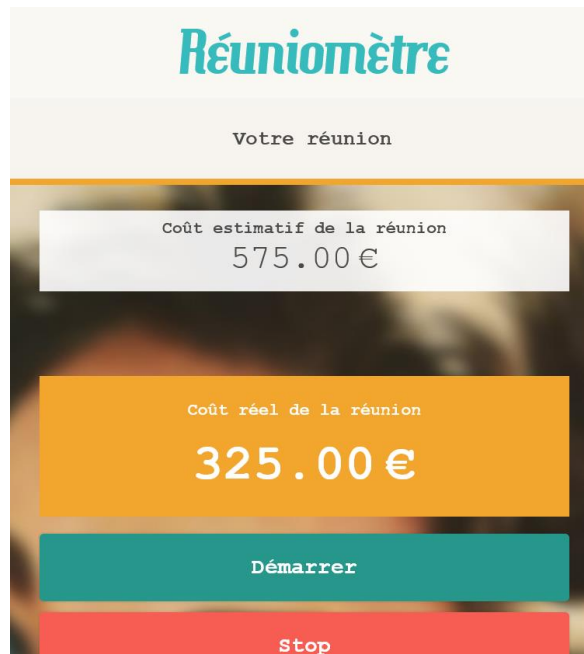 Réuniomètre
Votre réunion
Coût estimatif de la réunion
575.00 €
Coût réel de la réunion
325.00 €
Démarrer
Stop